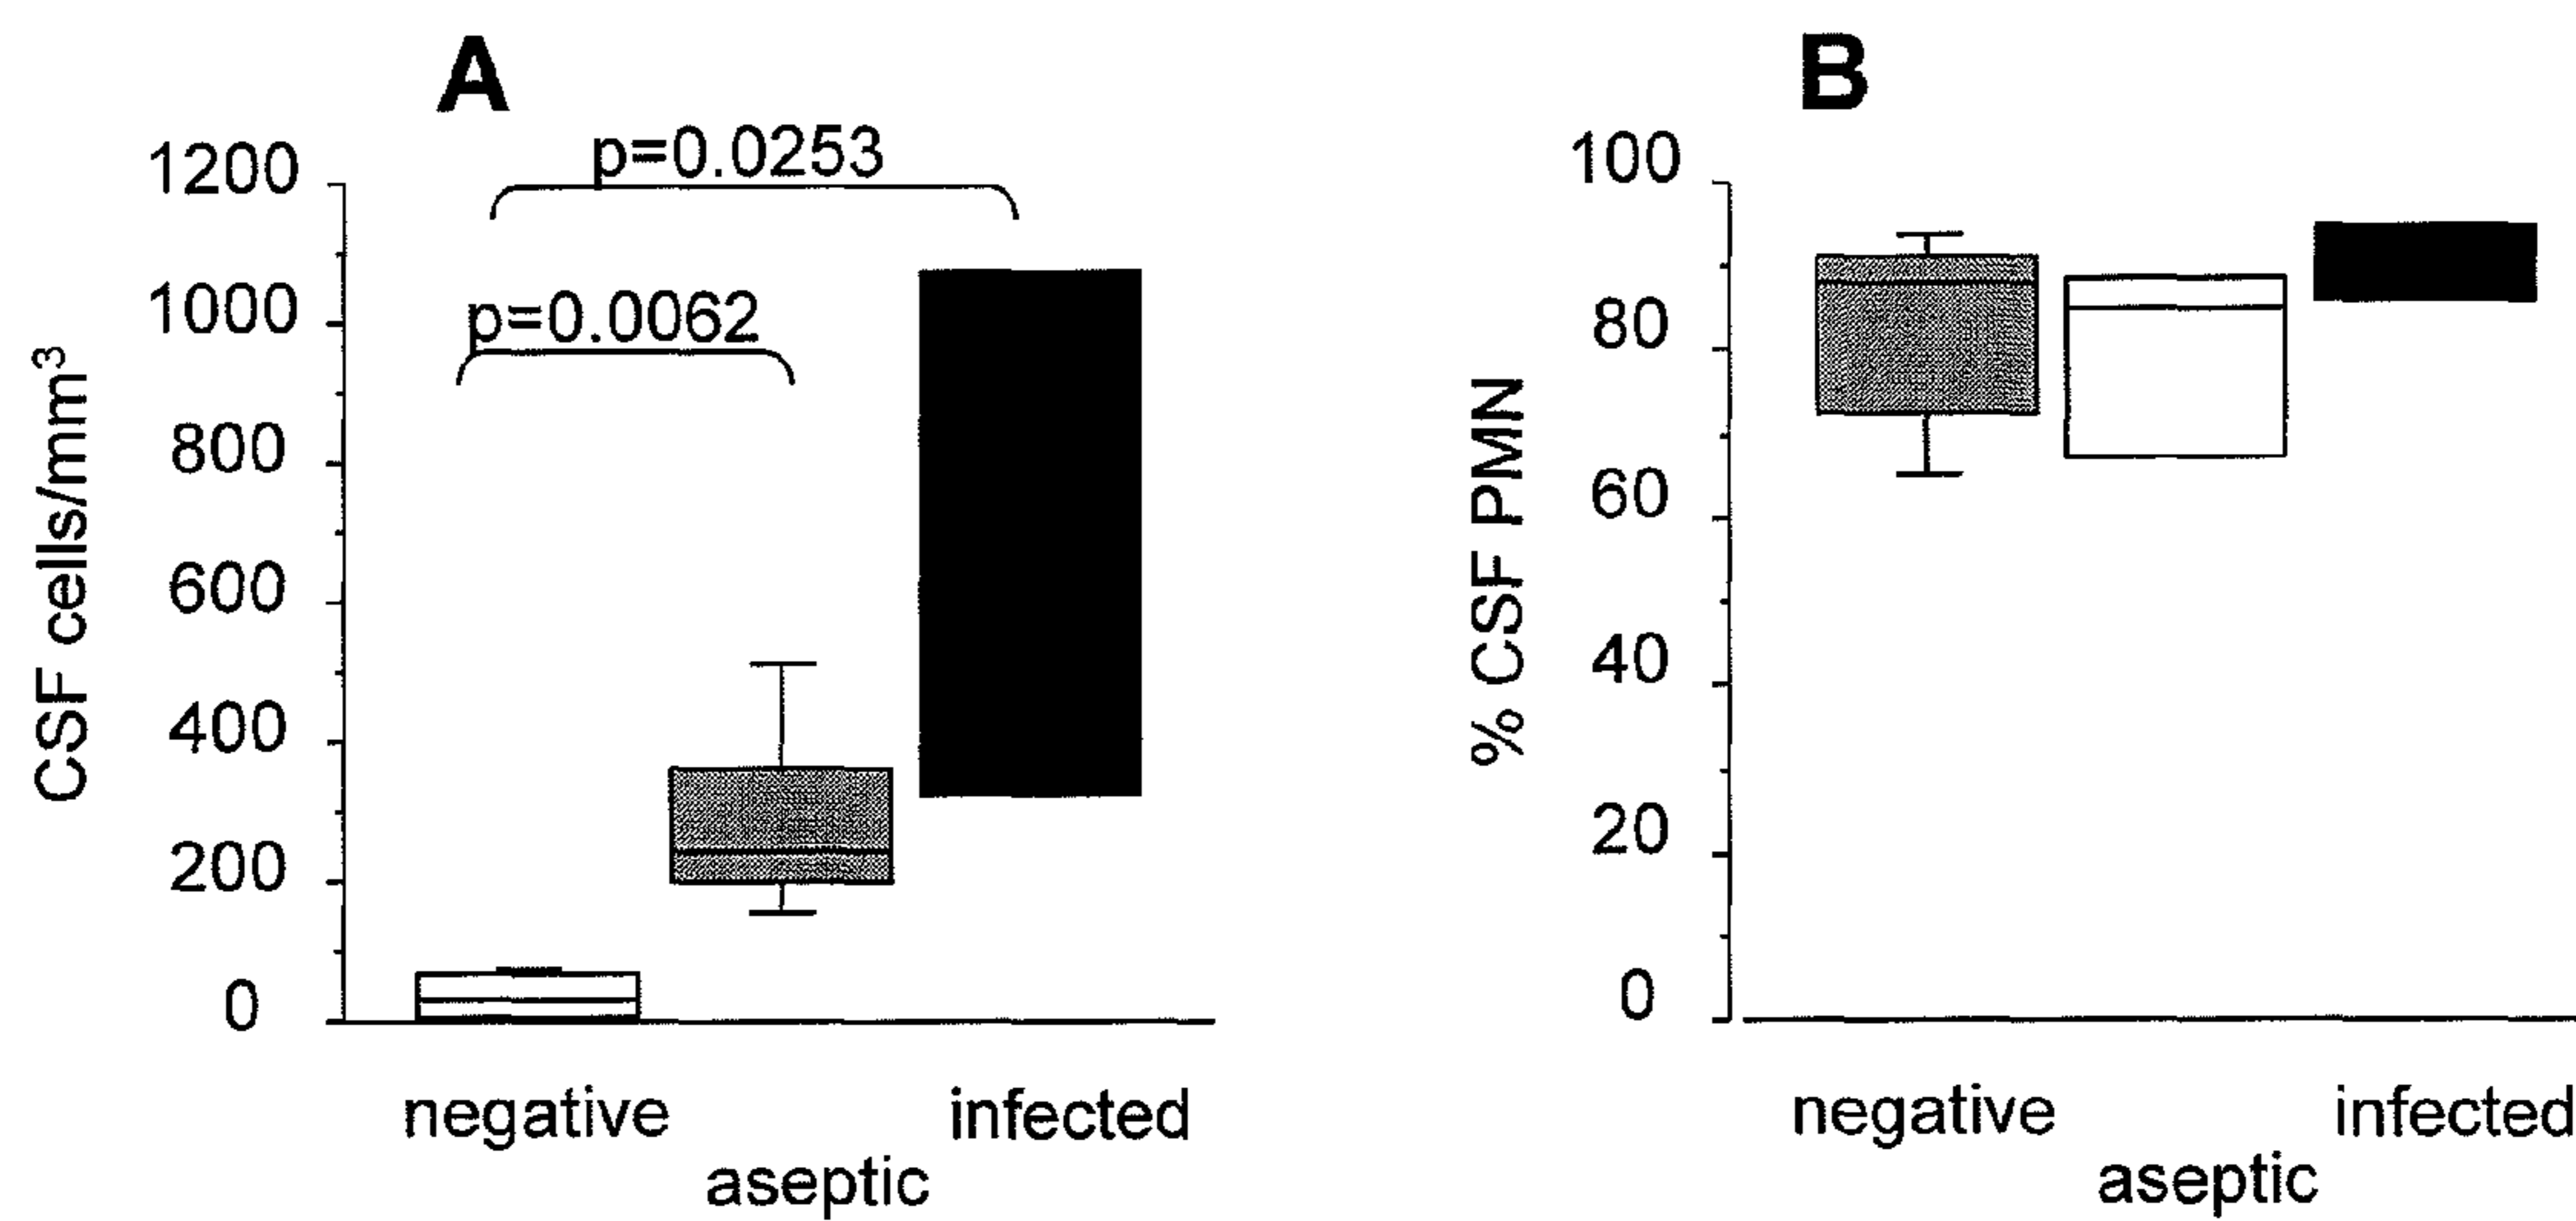 A
p=0.0253
p=0.0062
1200
1000
800
600
400
200
0
CSF cells/mm³
negative
aseptic
infected
B
100
80
60
40
20
0
% CSF PMN
negative
aseptic
infected